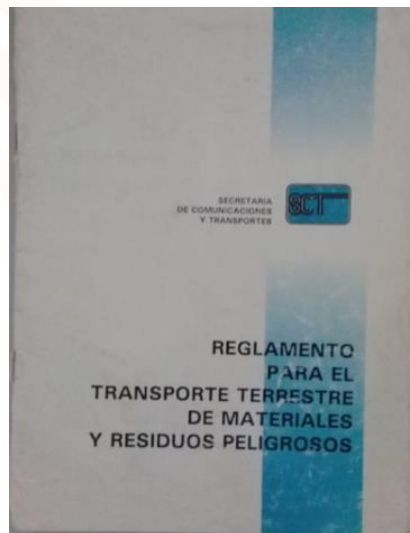 SECRETARIA
DE COMUNICACIONES
Y TRANSPORTES
SCT
REGLAMENTO
PARA EL
TRANSPORTE TERRESTRE
DE MATERIALES
Y RESIDUOS PELIGROSOS